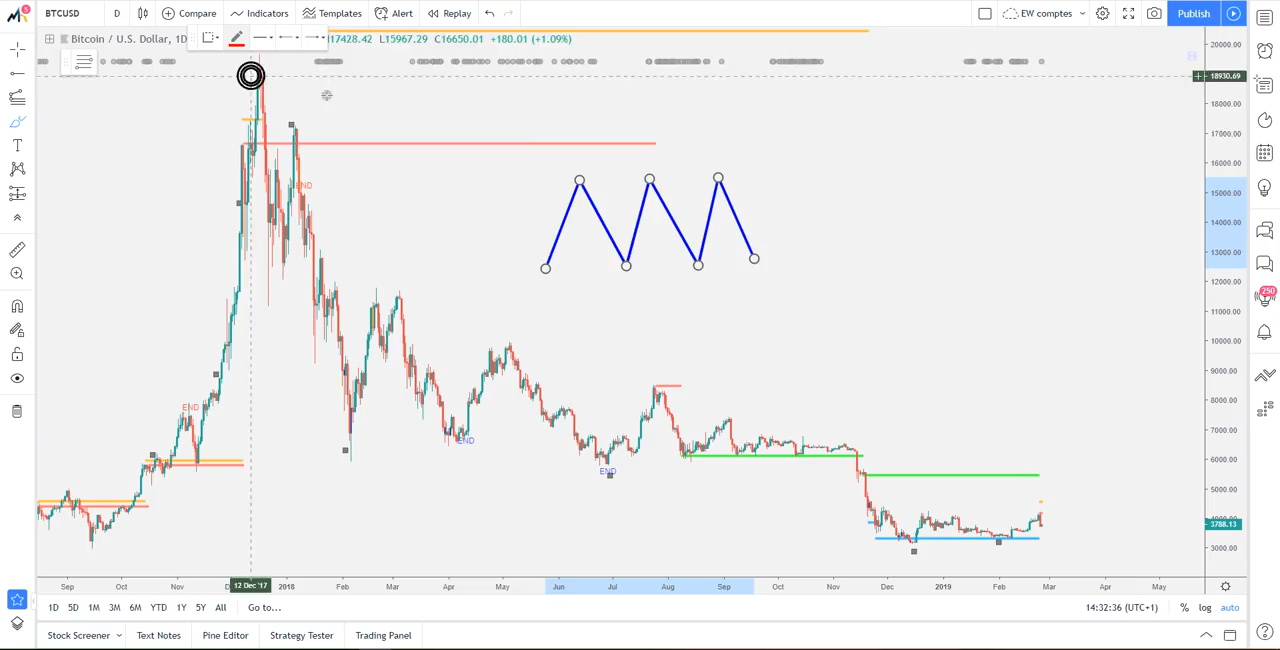 5
BTCUSD D Compare Indicators Templates Alert Replay EW comptes Publish
Bitcoin / U.S. Dollar, 1D 17428.42 L15967.29 C16650.01 +180.01 (+1.09%)
20000.00
18930.69
18000.00
17000.00
16000.00
15000.00
14000.00
13000.00
12000.00
11000.00
10000.00
9000.00
8000.00
7000.00
6000.00
5000.00
3788.13
3000.00
END
END
END
END
250
T
Sep Oct Nov 12 Dec '17 2018 Feb Mar Apr May Jun Jul Aug Sep Oct Nov Dec 2019 Feb Mar Apr May
1D 5D 1M 3M 6M YTD 1Y 5Y All Go to... 14:32:36 (UTC+1) % log auto
Stock Screener Text Notes Pine Editor Strategy Tester Trading Panel